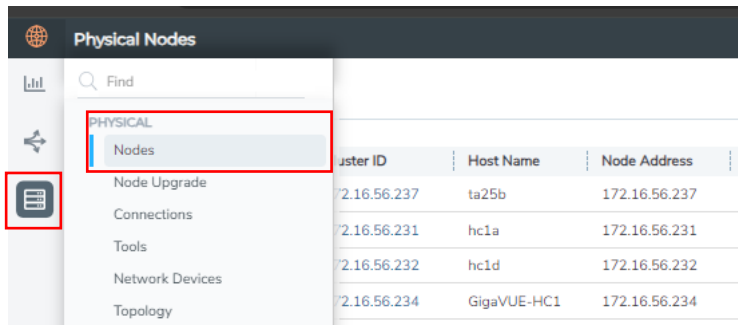 Physical Nodes
Find
PHYSICAL
Nodes
Node Upgrade
Connections
Tools
Network Devices
Topology
uster ID Host Name Node Address
72.16.56.237 ta25b 172.16.56.237
72.16.56.231 hc1a 172.16.56.231
72.16.56.232 hc1d 172.16.56.232
72.16.56.234 GigaVUE-HC1 172.16.56.234